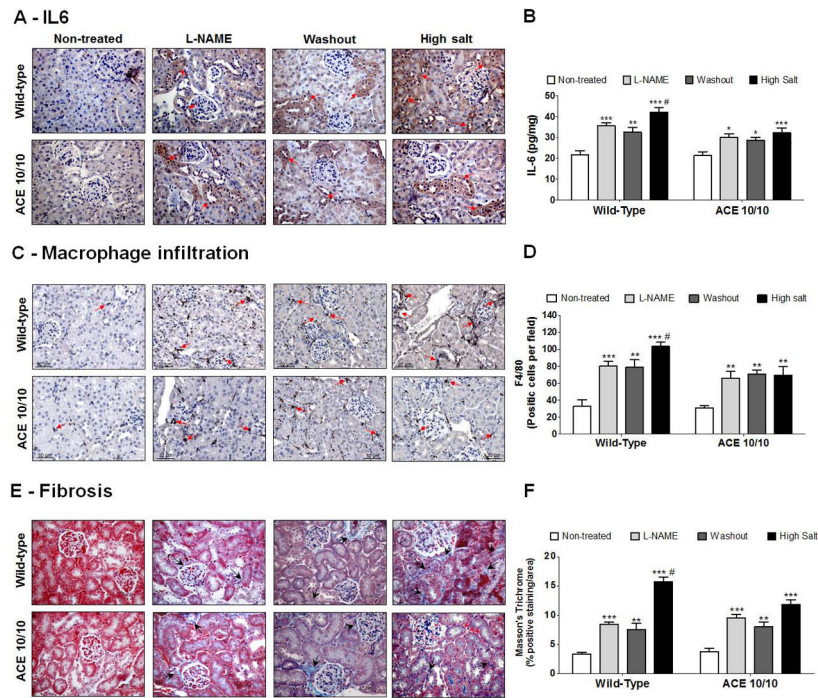 A - IL6
Non-treated L-NAME Washout High salt
Wild-type
ACE 10/10
B
Non-treated L-NAME Washout High Salt
IL-6 (pg/mg)
60
50
40
30
20
10
0
*** ** *** # * * ***
Wild-Type ACE 10/10
C - Macrophage infiltration
Wild-type
ACE 10/10
D
Non-treated L-NAME Washout High salt
F4/80
(Positic cells per field)
140
120
100
80
60
40
20
0
*** ** *** # ** ** **
Wild-Type ACE 10/10
E - Fibrosis
Wild-type
ACE 10/10
F
Non-treated L-NAME Washout High Salt
Masson's Trichrome
(% positive staining/area)
20
15
10
5
0
*** ** *** # *** ** ***
Wild-Type ACE 10/10